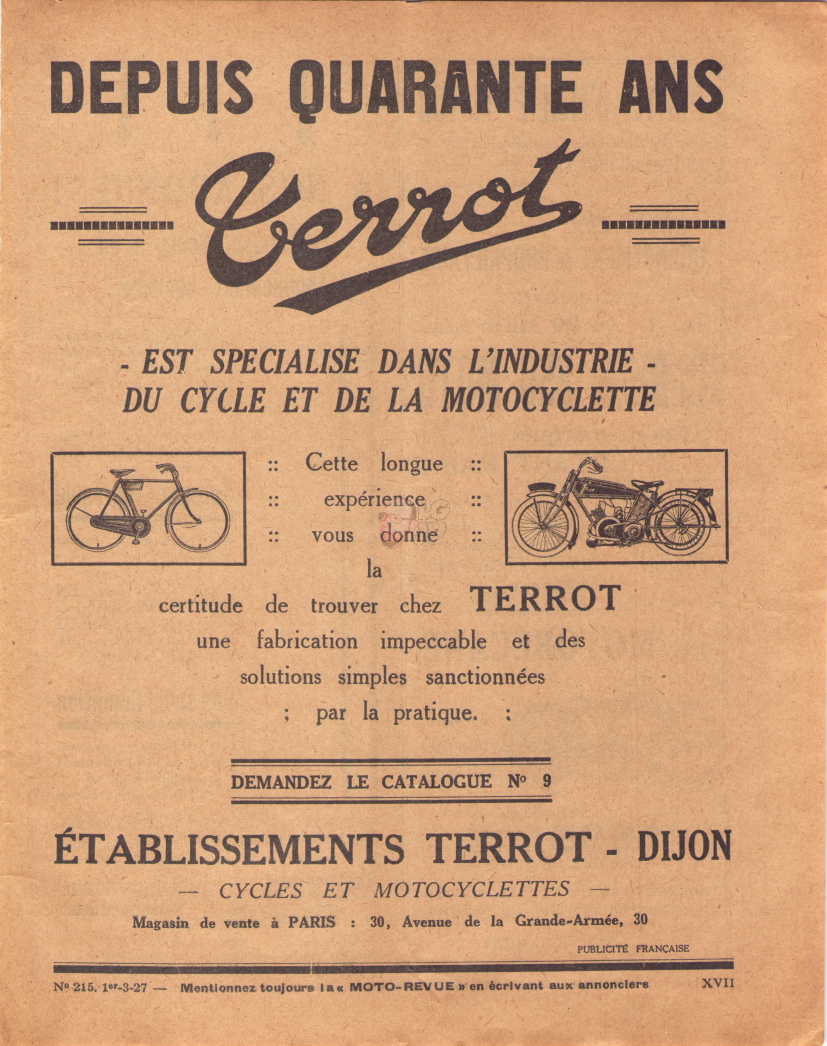 DEPUIS QUARANTE ANS
Terrot
- EST SPECIALISE DANS L'INDUSTRIE -
DU CYCLE ET DE LA MOTOCYCLETTE
:: Cette longue ::
:: expérience ::
:: vous donne ::
la
certitude de trouver chez TERROT
une fabrication impeccable et des
solutions simples sanctionnées
; par la pratique. ;
DEMANDEZ LE CATALOGUE Nº 9
ÉTABLISSEMENTS TERROT - DIJON
— CYCLES ET MOTOCYCLETTES —
Magasin de vente à PARIS : 30, Avenue de la Grande-Armée, 30
PUBLICITÉ FRANÇAISE
Nº 215. 1er-3-27 — Mentionnez toujours la « MOTO-REVUE » en écrivant aux annonciers XVII